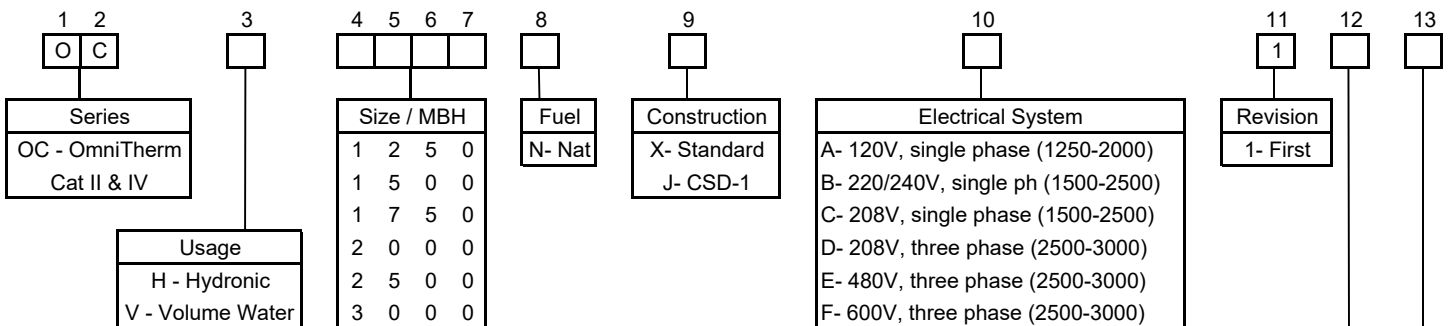 1 2 3 4 5 6 7 8 9 10 11 12 13
O C 1
Series
OC - OmniTherm
Cat II & IV
Usage
H - Hydronic
V - Volume Water
Size / MBH
1 2 5 0
1 5 0 0
1 7 5 0
2 0 0 0
2 5 0 0
3 0 0 0
Fuel
N- Nat
Construction
X- Standard
J- CSD-1
Electrical System
A- 120V, single phase (1250-2000)
B- 220/240V, single ph (1500-2500)
C- 208V, single phase (1500-2500)
D- 208V, three phase (2500-3000)
E- 480V, three phase (2500-3000)
F- 600V, three phase (2500-3000)
Revision
1- First